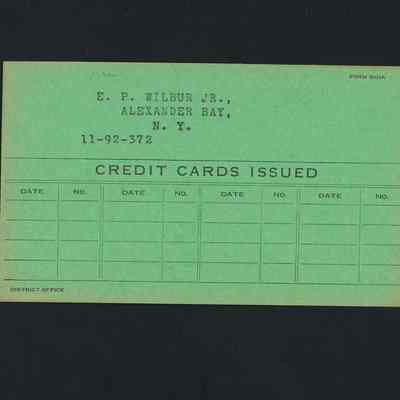 E. P. WILBUR JR.,
ALEXANDER BAY,
N. Y.
11-92-372
CREDIT CARDS ISSUED
DATE NO. DATE NO. DATE NO. DATE NO.
DISTRICT OFFICE